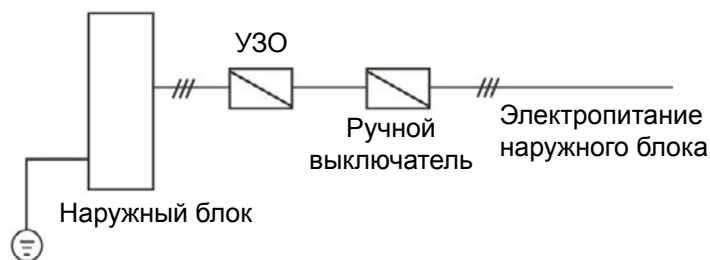 УЗО
Ручной
выключатель
Электропитание
наружного блока
Наружный блок